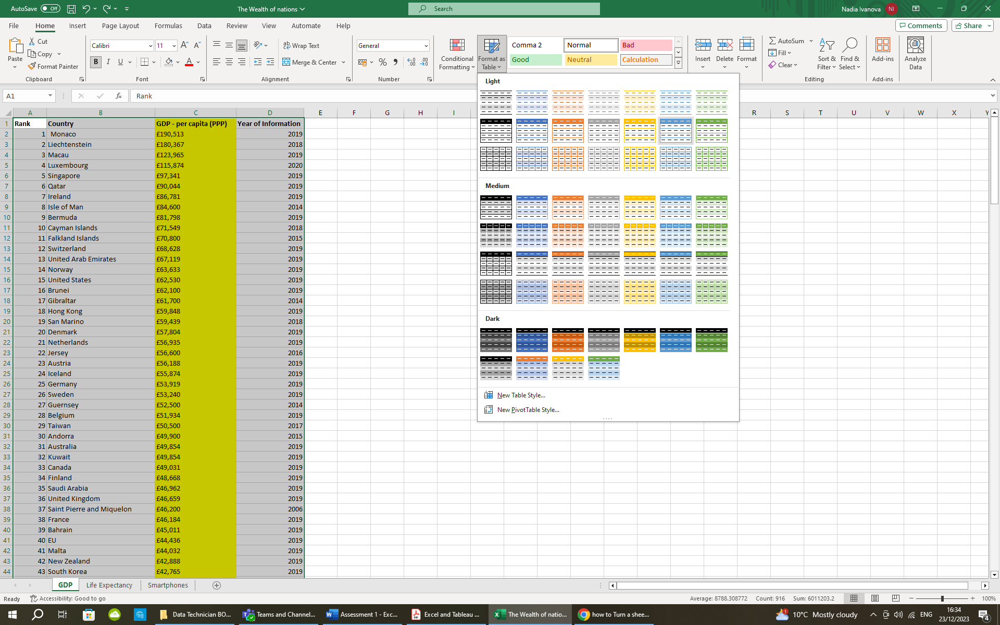 AutoSave Off The Wealth of nations Search Nadia Ivanova NI
File Home Insert Page Layout Formulas Data Review View Automate Help Comments Share
Paste Cut Copy Format Painter Clipboard
Calibri 11 B I U A Font
Wrap Text Merge & Center Alignment
General % Number
Conditional Formatting Format as Table
Comma 2 Normal Bad
Good Neutral Calculation
Insert Delete Format
AutoSum Fill Clear Sort & Filter Find & Select Editing
Add-ins Add-ins
Analyze Data
A1 fx Rank
Light
Medium
Dark
New Table Style...
New PivotTable Style...
A B C D E F G H I R S T U V W X Y
1 Rank Country GDP - per capita (PPP) Year of Information
2 1 Monaco £190,513 2019
3 2 Liechtenstein £180,367 2018
4 3 Macau £123,965 2019
5 4 Luxembourg £115,874 2020
6 5 Singapore £97,341 2019
7 6 Qatar £90,044 2019
8 7 Ireland £86,781 2019
9 8 Isle of Man £84,600 2014
10 9 Bermuda £81,798 2019
11 10 Cayman Islands £71,549 2018
12 11 Falkland Islands £70,800 2015
13 12 Switzerland £68,628 2019
14 13 United Arab Emirates £67,119 2019
15 14 Norway £63,633 2019
16 15 United States £62,530 2019
17 16 Brunei £62,100 2019
18 17 Gibraltar £61,700 2014
19 18 Hong Kong £59,848 2019
20 19 San Marino £59,439 2018
21 20 Denmark £57,804 2019
22 21 Netherlands £56,935 2019
23 22 Jersey £56,600 2016
24 23 Austria £56,188 2019
25 24 Iceland £55,874 2019
26 25 Germany £53,919 2019
27 26 Sweden £53,240 2019
28 27 Guernsey £52,500 2014
29 28 Belgium £51,934 2019
30 29 Taiwan £50,500 2017
31 30 Andorra £49,900 2015
32 31 Australia £49,854 2019
33 32 Kuwait £49,854 2019
34 33 Canada £49,031 2019
35 34 Finland £48,668 2019
36 35 Saudi Arabia £46,962 2019
37 36 United Kingdom £46,659 2019
38 37 Saint Pierre and Miquelon £46,200 2006
39 38 France £46,184 2019
40 39 Bahrain £45,011 2019
41 40 EU £44,436 2019
42 41 Malta £44,032 2019
43 42 New Zealand £42,888 2019
44 43 South Korea £42,765 2019
GDP Life Expectancy Smartphones
Ready Accessibility: Good to go Average: 8788.308772 Count: 916 Sum: 6011203.2 100%
Data Technician BO... Teams and Channel... Assessment 1 - Exc... Excel and Tableau ... The Wealth of natio... how to Turn a shee... 10°C Mostly cloudy ENG 16:34
23/12/2023 4